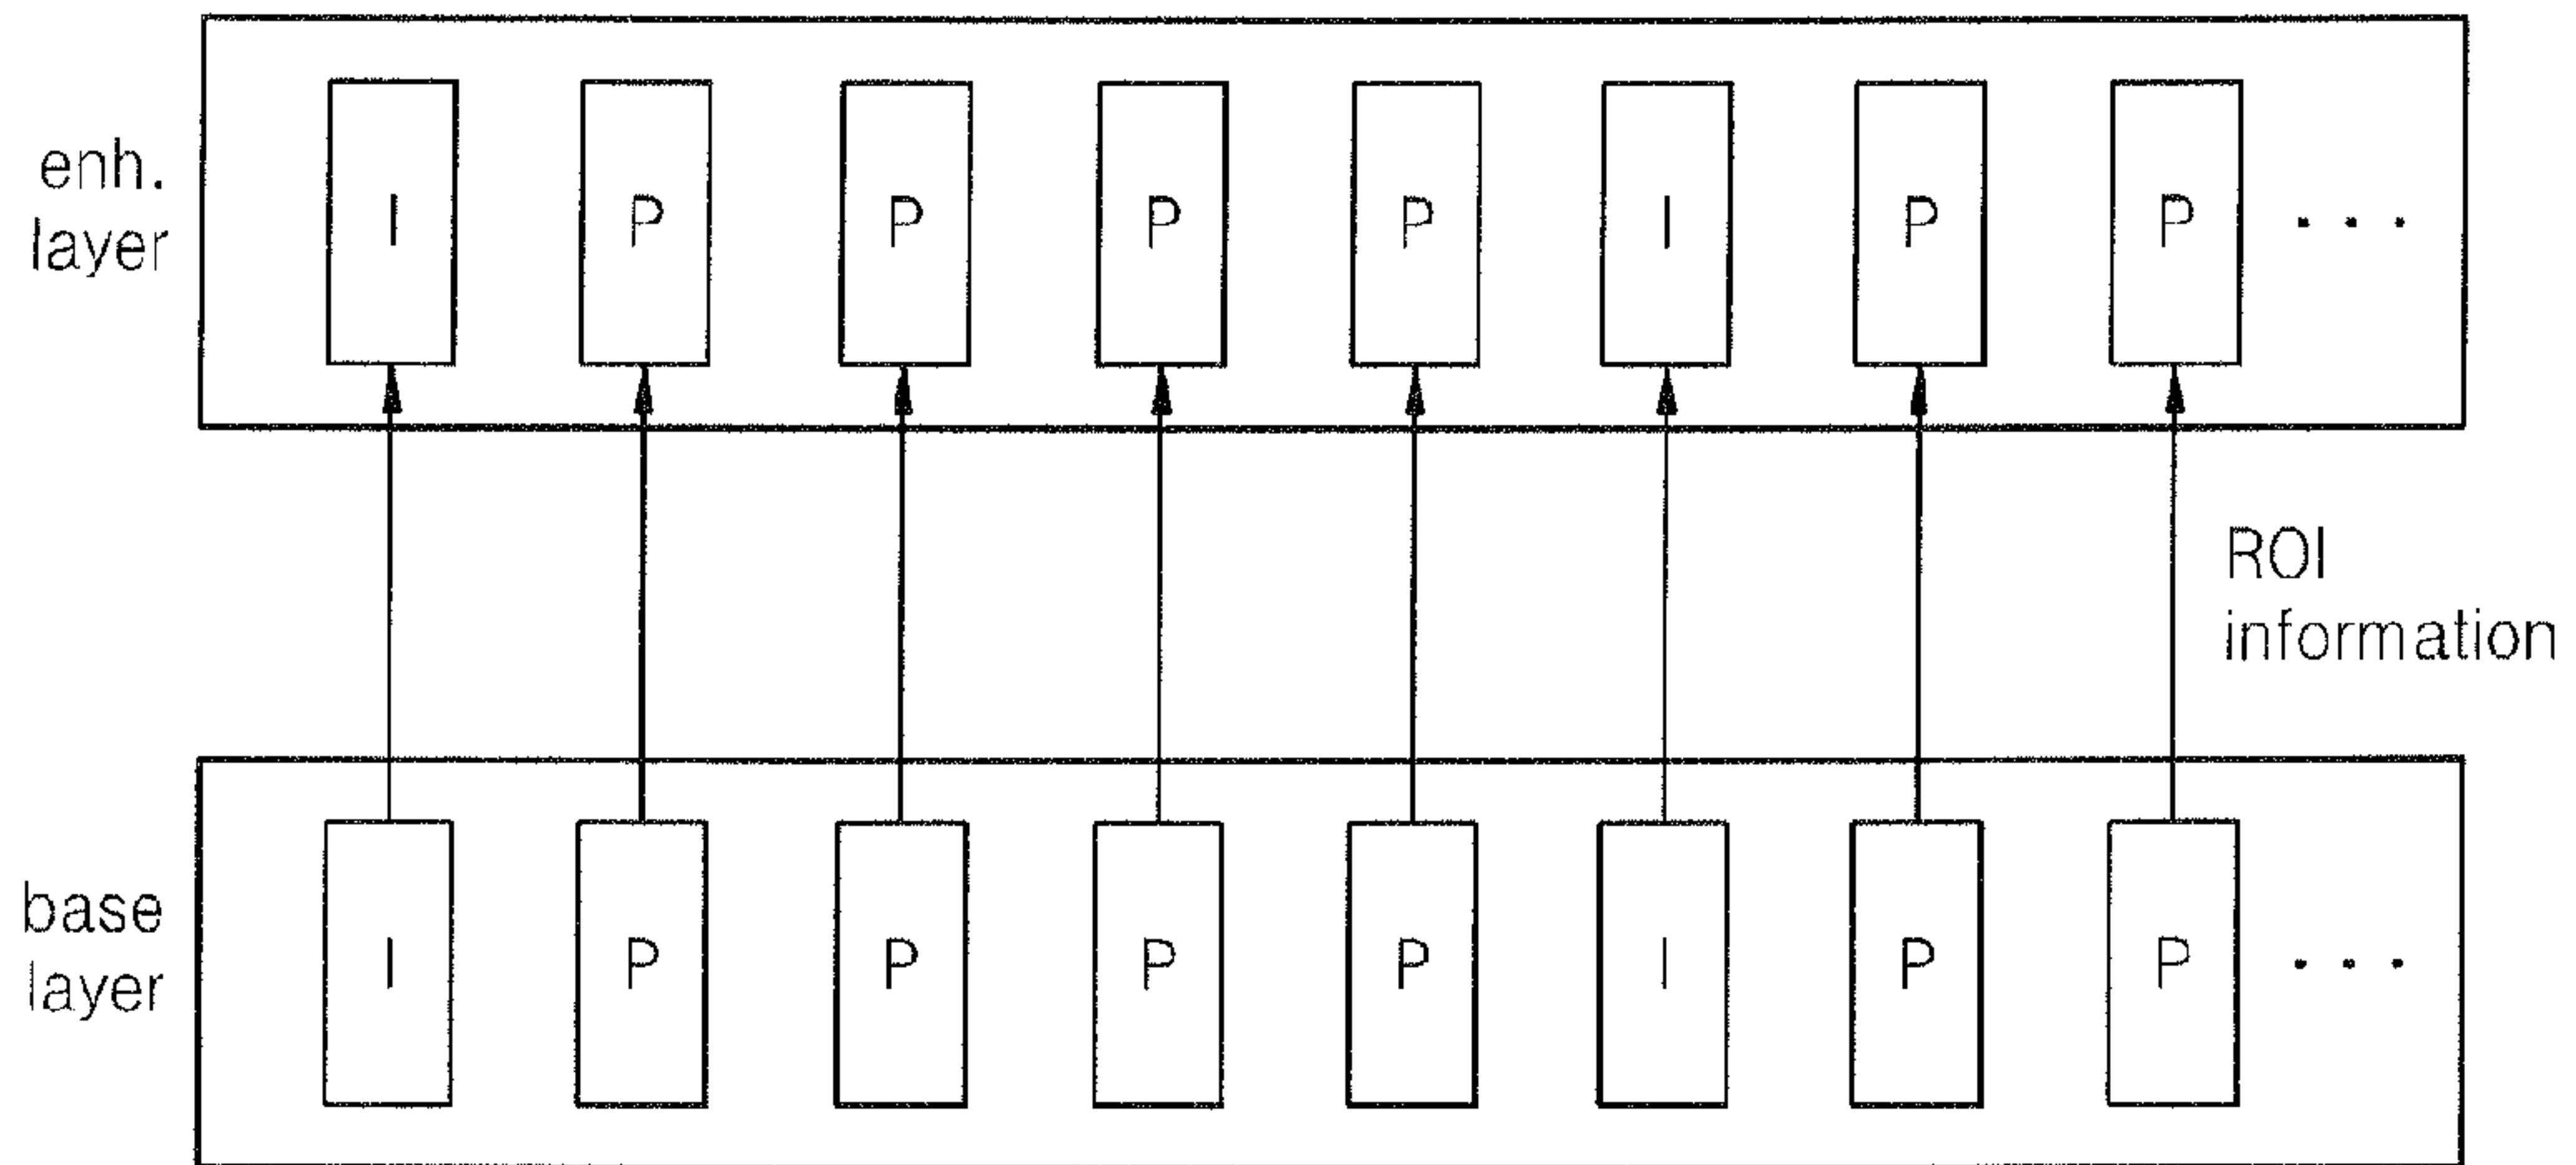 enh.
layer
I P P P P I P P . . .
ROI
information
base
layer
I P P P P I P P . . .